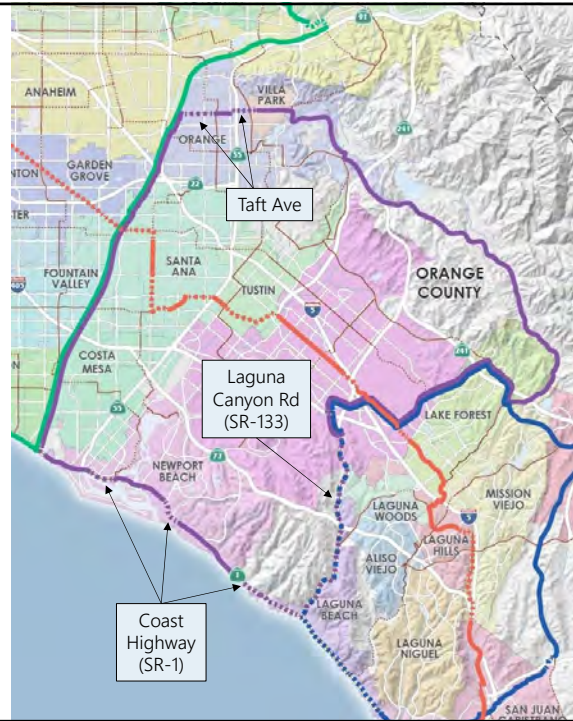 91
ANAHEIM
VILLA
PARK
ORANGE
241
55
GARDEN
GROVE
22
Taft Ave
SANTA
ANA
TUSTIN
ORANGE
COUNTY
FOUNTAIN
VALLEY
405
5
COSTA
MESA
241
Laguna
Canyon Rd
(SR-133)
LAKE FOREST
55
NEWPORT
BEACH
73
MISSION
VIEJO
LAGUNA
WOODS
5
LAGUNA
HILLS
ALISO
VIEJO
1
LAGUNA
BEACH
Coast
Highway
(SR-1)
LAGUNA
NIGUEL
SAN JUAN